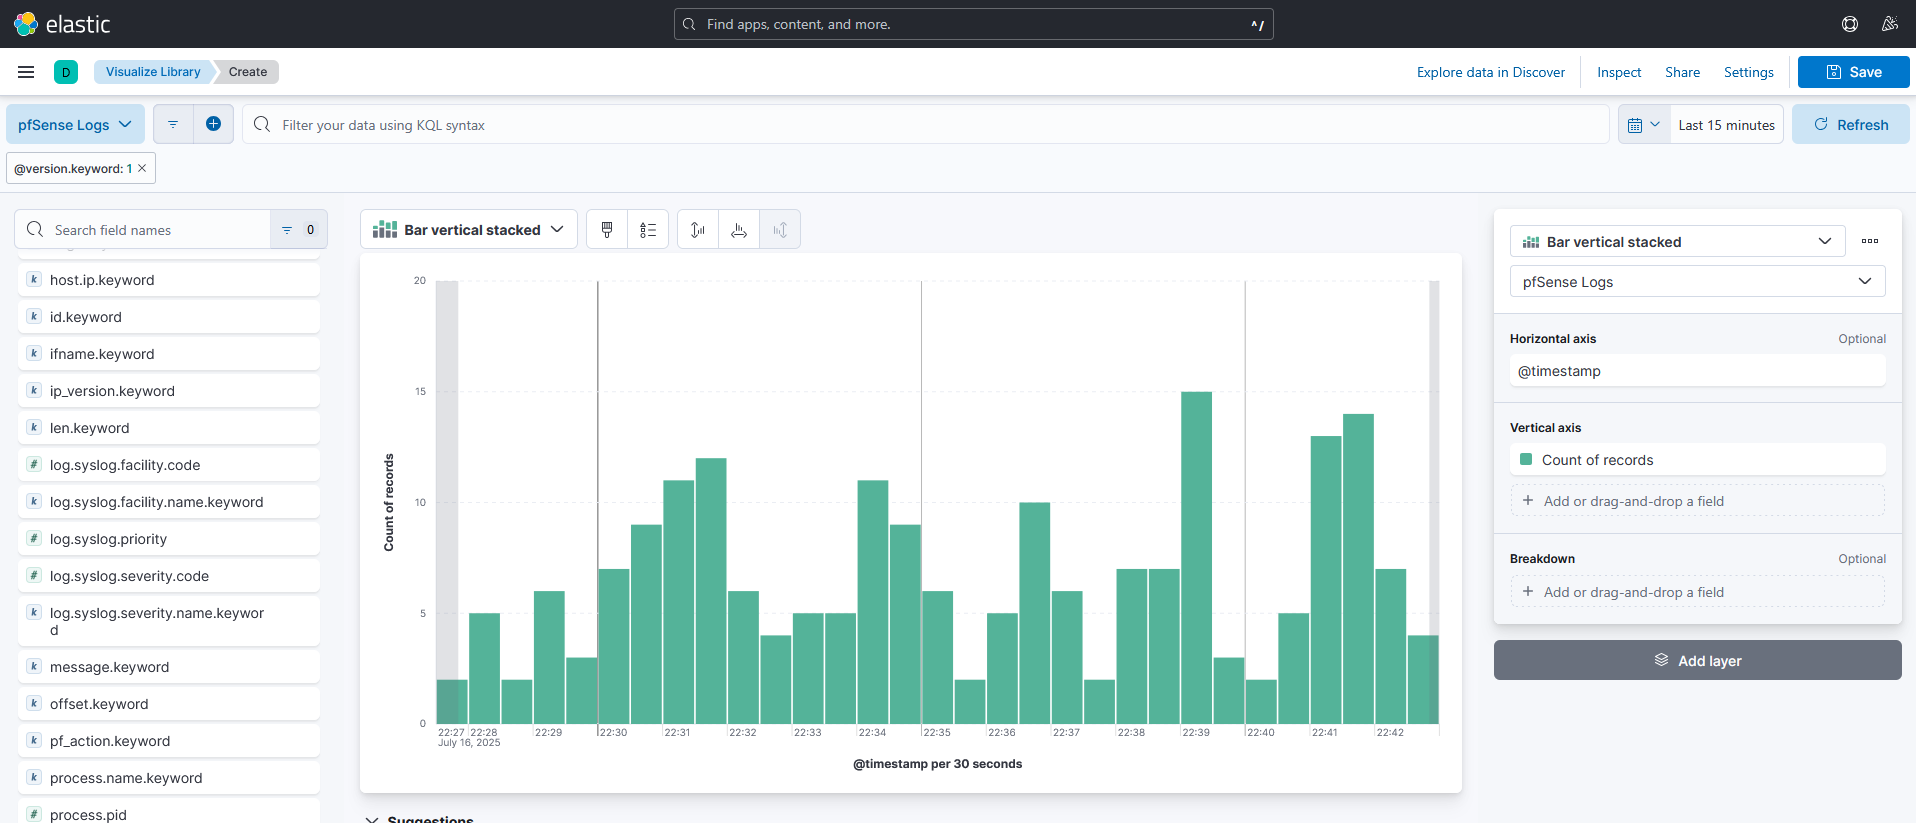 elastic
Find apps, content, and more.
^/
D
Visualize Library
Create
Explore data in Discover
Inspect
Share
Settings
Save
pfSense Logs
Filter your data using KQL syntax
Last 15 minutes
Refresh
@version.keyword: 1
Search field names
0
k host.ip.keyword
k id.keyword
k ifname.keyword
k ip_version.keyword
k len.keyword
# log.syslog.facility.code
k log.syslog.facility.name.keyword
# log.syslog.priority
# log.syslog.severity.code
k log.syslog.severity.name.keywor
d
k message.keyword
k offset.keyword
k pf_action.keyword
k process.name.keyword
# process.pid
Bar vertical stacked
20
15
10
5
0
Count of records
22:27 22:28 22:29 22:30 22:31 22:32 22:33 22:34 22:35 22:36 22:37 22:38 22:39 22:40 22:41 22:42
July 16, 2025
@timestamp per 30 seconds
Suggestions
Bar vertical stacked
pfSense Logs
Horizontal axis
Optional
@timestamp
Vertical axis
Count of records
Add or drag-and-drop a field
Breakdown
Optional
Add or drag-and-drop a field
Add layer